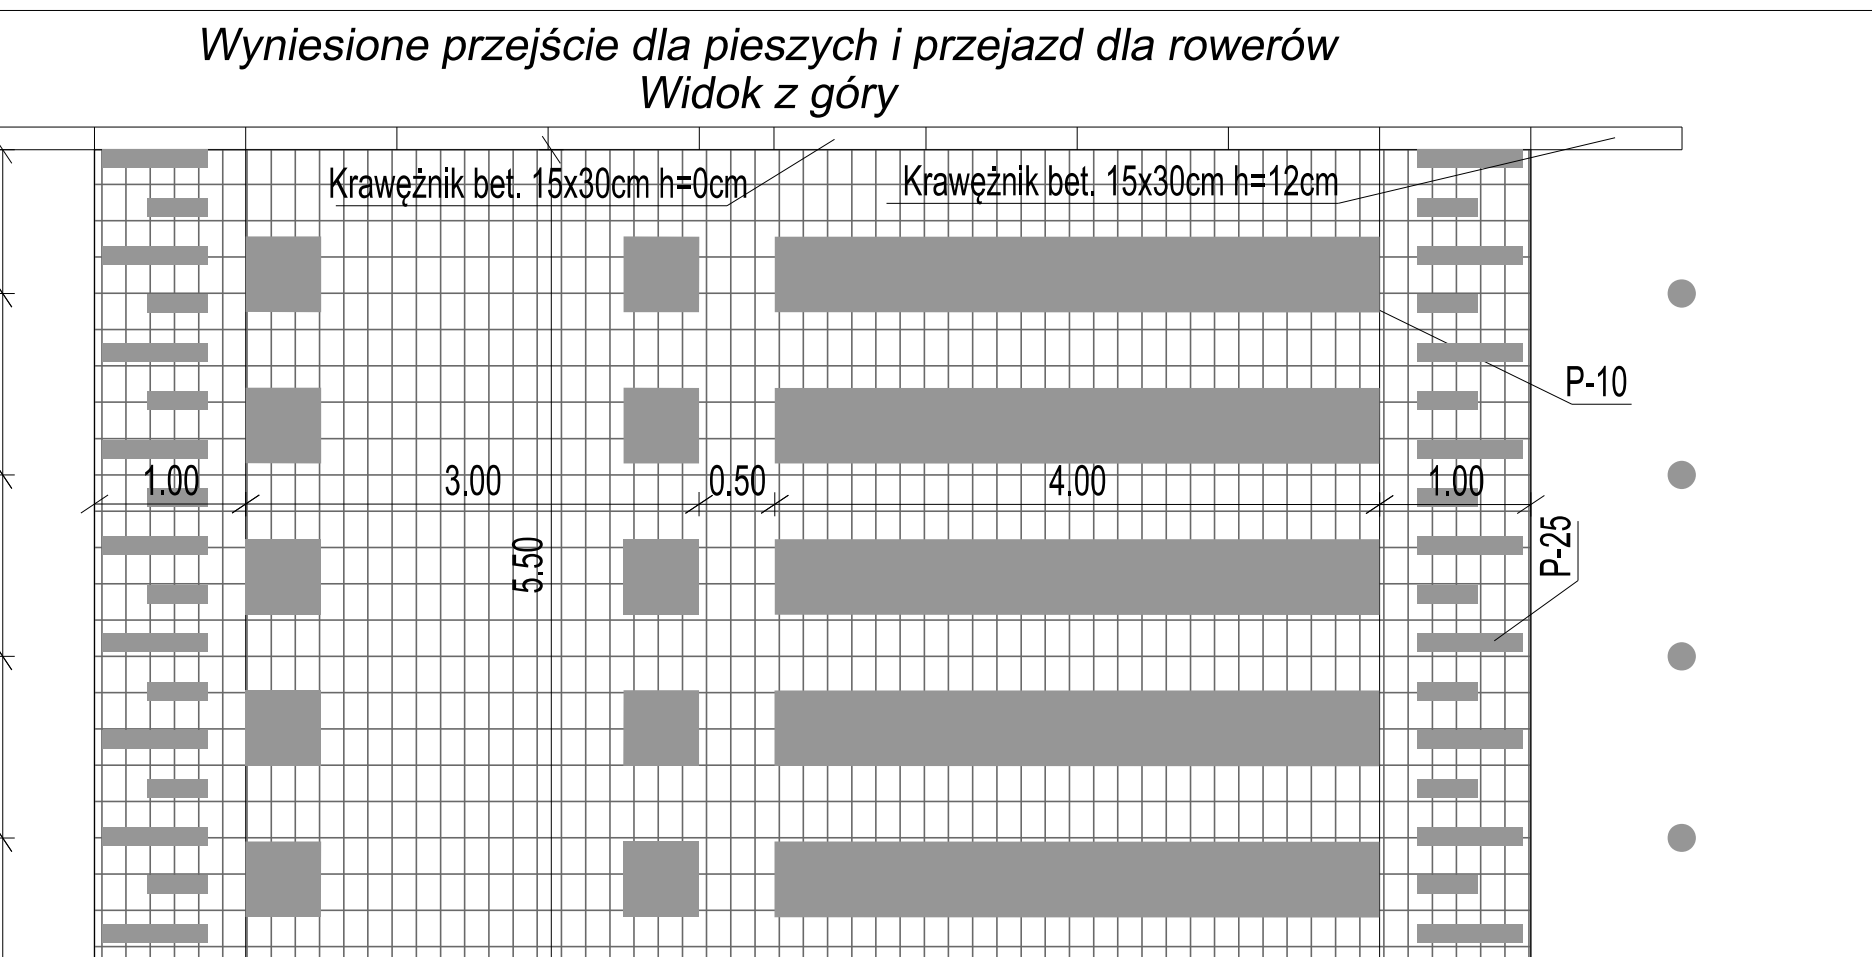 Wyniesione przejście dla pieszych i przejazd dla rowerów
Widok z góry
Krawężnik bet. 15x30cm h=0cm
Krawężnik bet. 15x30cm h=12cm
P-10
1.00
3.00
0.50
4.00
1.00
5.50
P-25